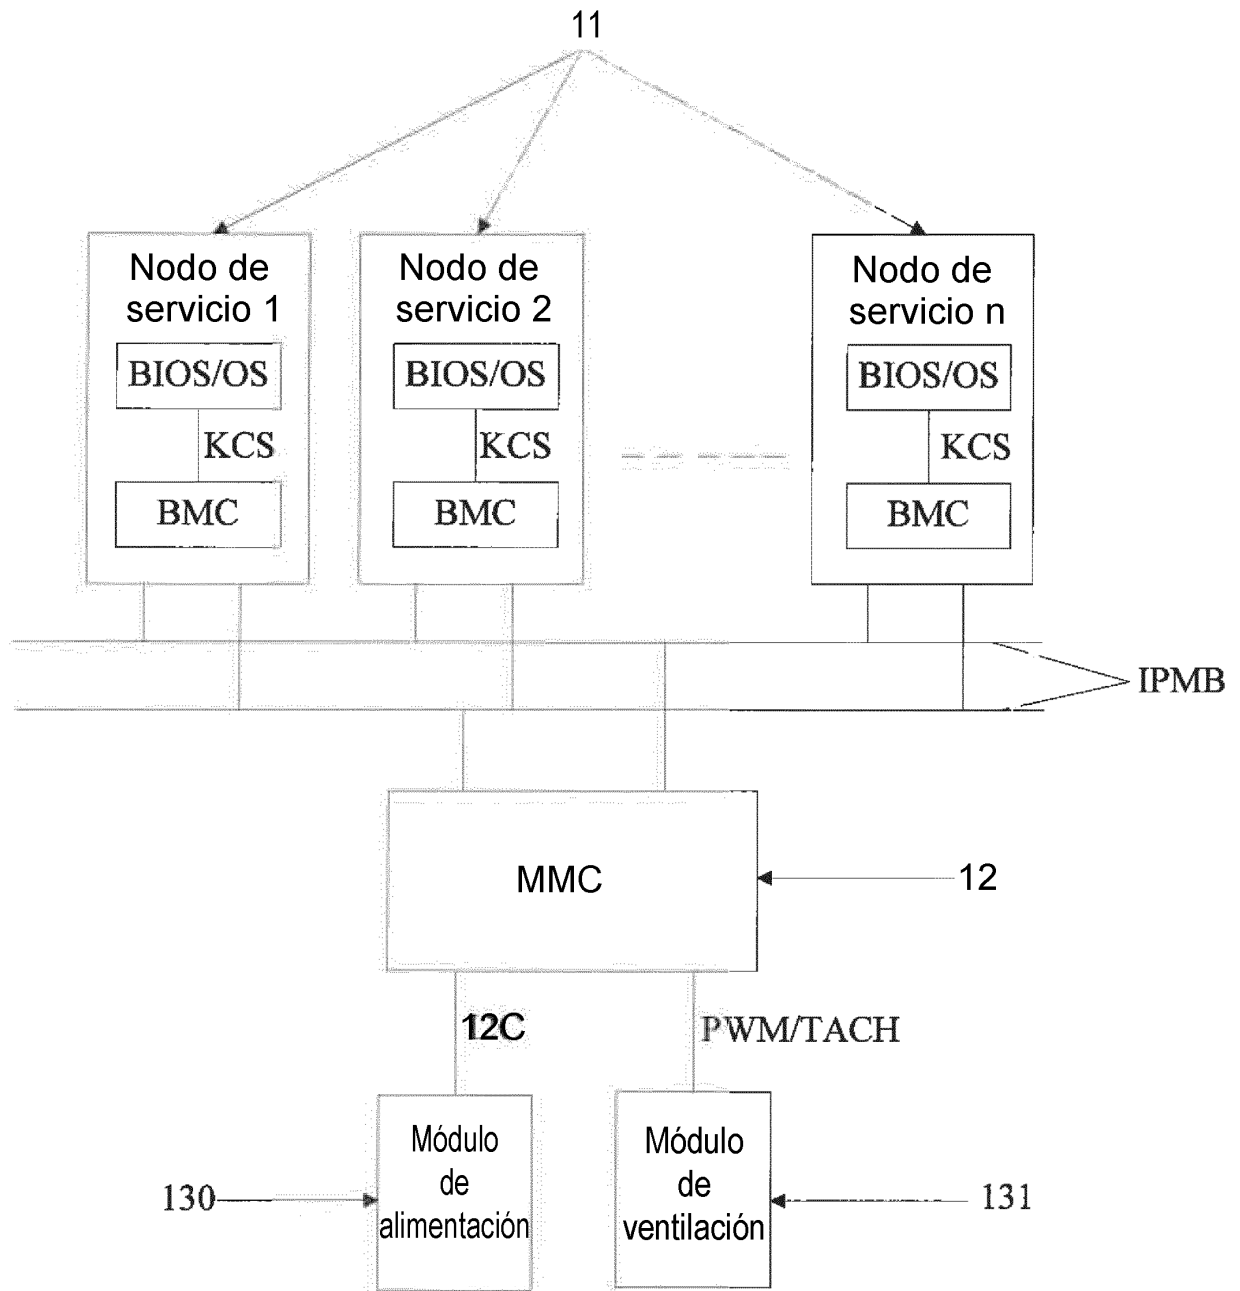 11
Nodo de
servicio 1
BIOS/OS
KCS
BMC
Nodo de
servicio 2
BIOS/OS
KCS
BMC
Nodo de
servicio n
BIOS/OS
KCS
BMC
IPMB
MMC
12
12C
PWM/TACH
Módulo
de
alimentación
130
Módulo
de
ventilación
131